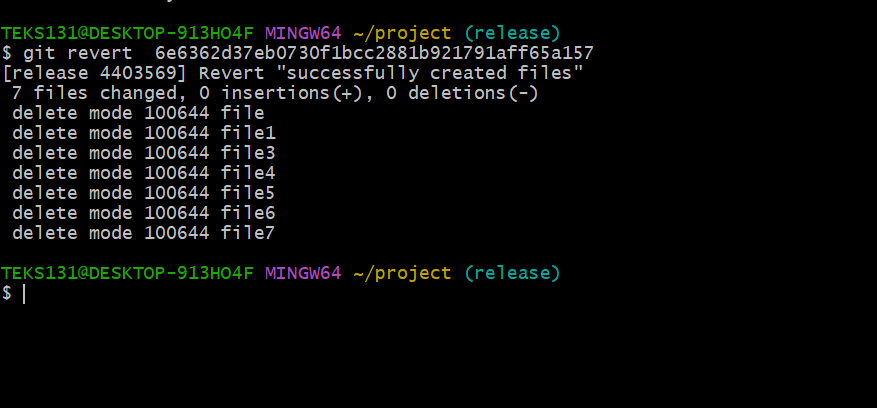 TEKS131@DESKTOP-913HO4F MINGW64 ~/project (release)
$ git revert  6e6362d37eb0730f1bcc2881b921791aff65a157
[release 4403569] Revert "successfully created files"
 7 files changed, 0 insertions(+), 0 deletions(-)
 delete mode 100644 file
 delete mode 100644 file1
 delete mode 100644 file3
 delete mode 100644 file4
 delete mode 100644 file5
 delete mode 100644 file6
 delete mode 100644 file7
TEKS131@DESKTOP-913HO4F MINGW64 ~/project (release)
$